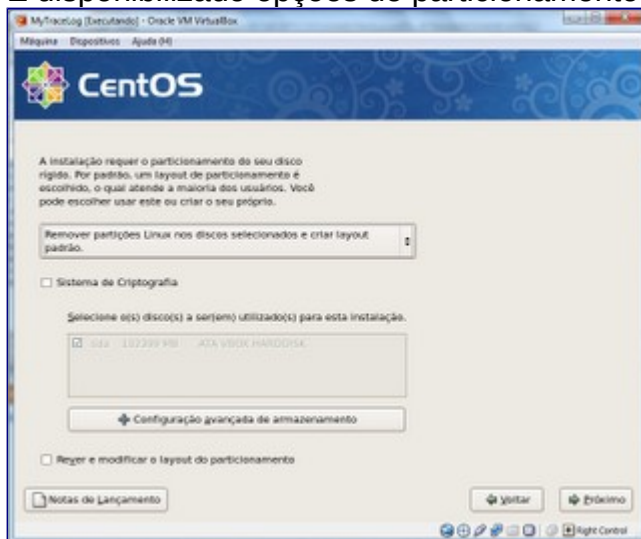 É disponibilizado opções de particionamento
MyTraceLog [Executando] - Oracle VM VirtualBox
Máquina Dispositivos Ajuda (H)
CentOS
A instalação requer o particionamento do seu disco
rígido. Por padrão, um layout de particionamento é
escolhido, o qual atende a maioria dos usuários. Você
pode escolher usar este ou criar o seu próprio.
Remover partições Linux nos discos selecionados e criar layout
padrão.
Sistema de Criptografia
Selecione o(s) disco(s) a ser(em) utilizado(s) para esta instalação.
sda 102399 MB ATA VBOX HARDDISK
Configuração avançada de armazenamento
Rever e modificar o layout do particionamento
Notas de Lançamento
Voltar
Próximo
Right Control